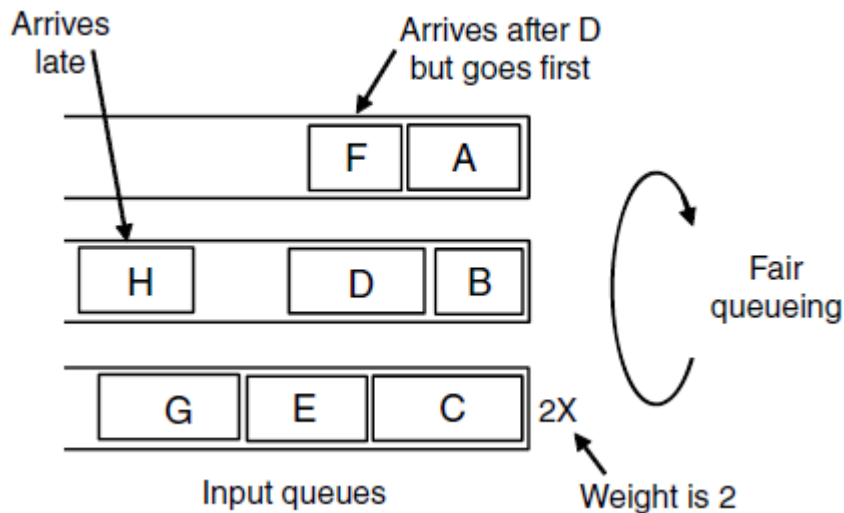 Arrives
late
Arrives after D
but goes first
F A
H D B
Fair
queueing
G E C 2X
Input queues
Weight is 2